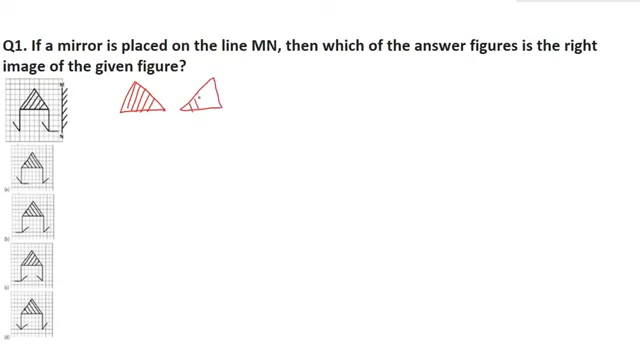 Q1. If a mirror is placed on the line MN, then which of the answer figures is the right
image of the given figure?
M
N
(a)
(b)
(c)
(d)